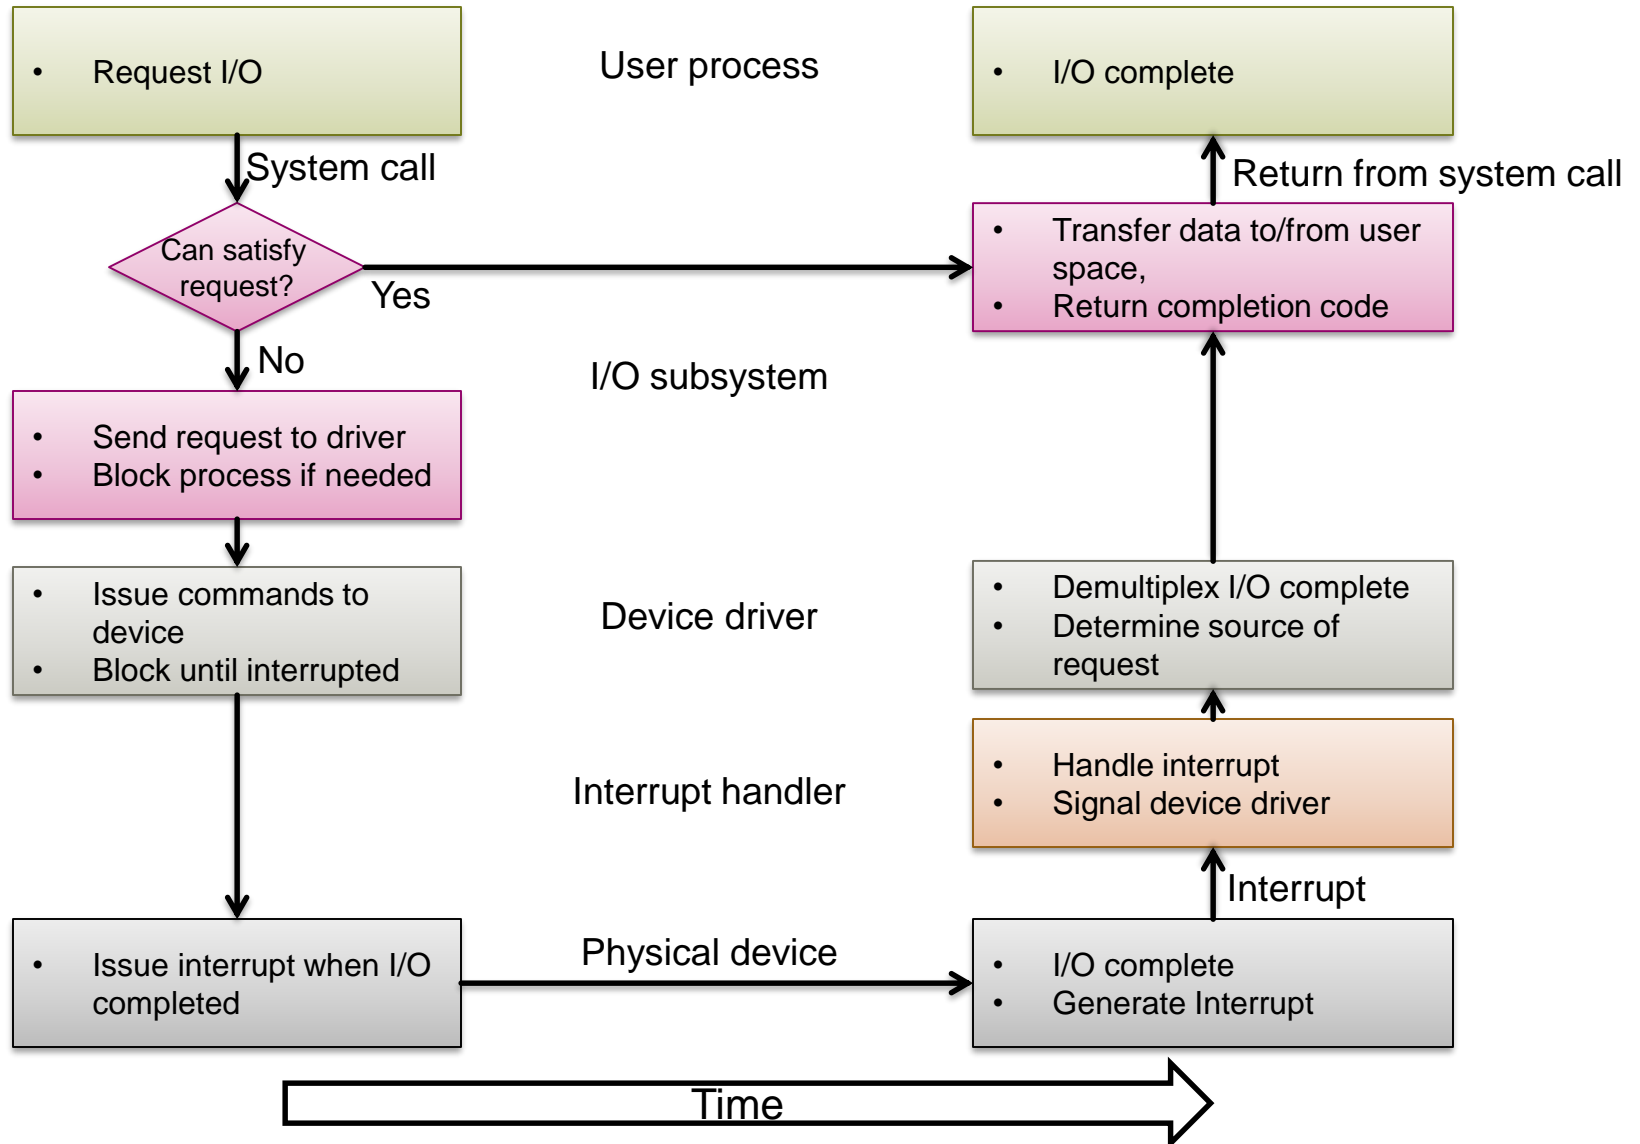 • Request I/O
User process
• I/O complete
System call
Return from system call
Can satisfy
request?
Yes
• Transfer data to/from user
space,
• Return completion code
No
I/O subsystem
• Send request to driver
• Block process if needed
• Issue commands to
device
• Block until interrupted
Device driver
• Demultiplex I/O complete
• Determine source of
request
Interrupt handler
• Handle interrupt
• Signal device driver
Interrupt
• Issue interrupt when I/O
completed
Physical device
• I/O complete
• Generate Interrupt
Time